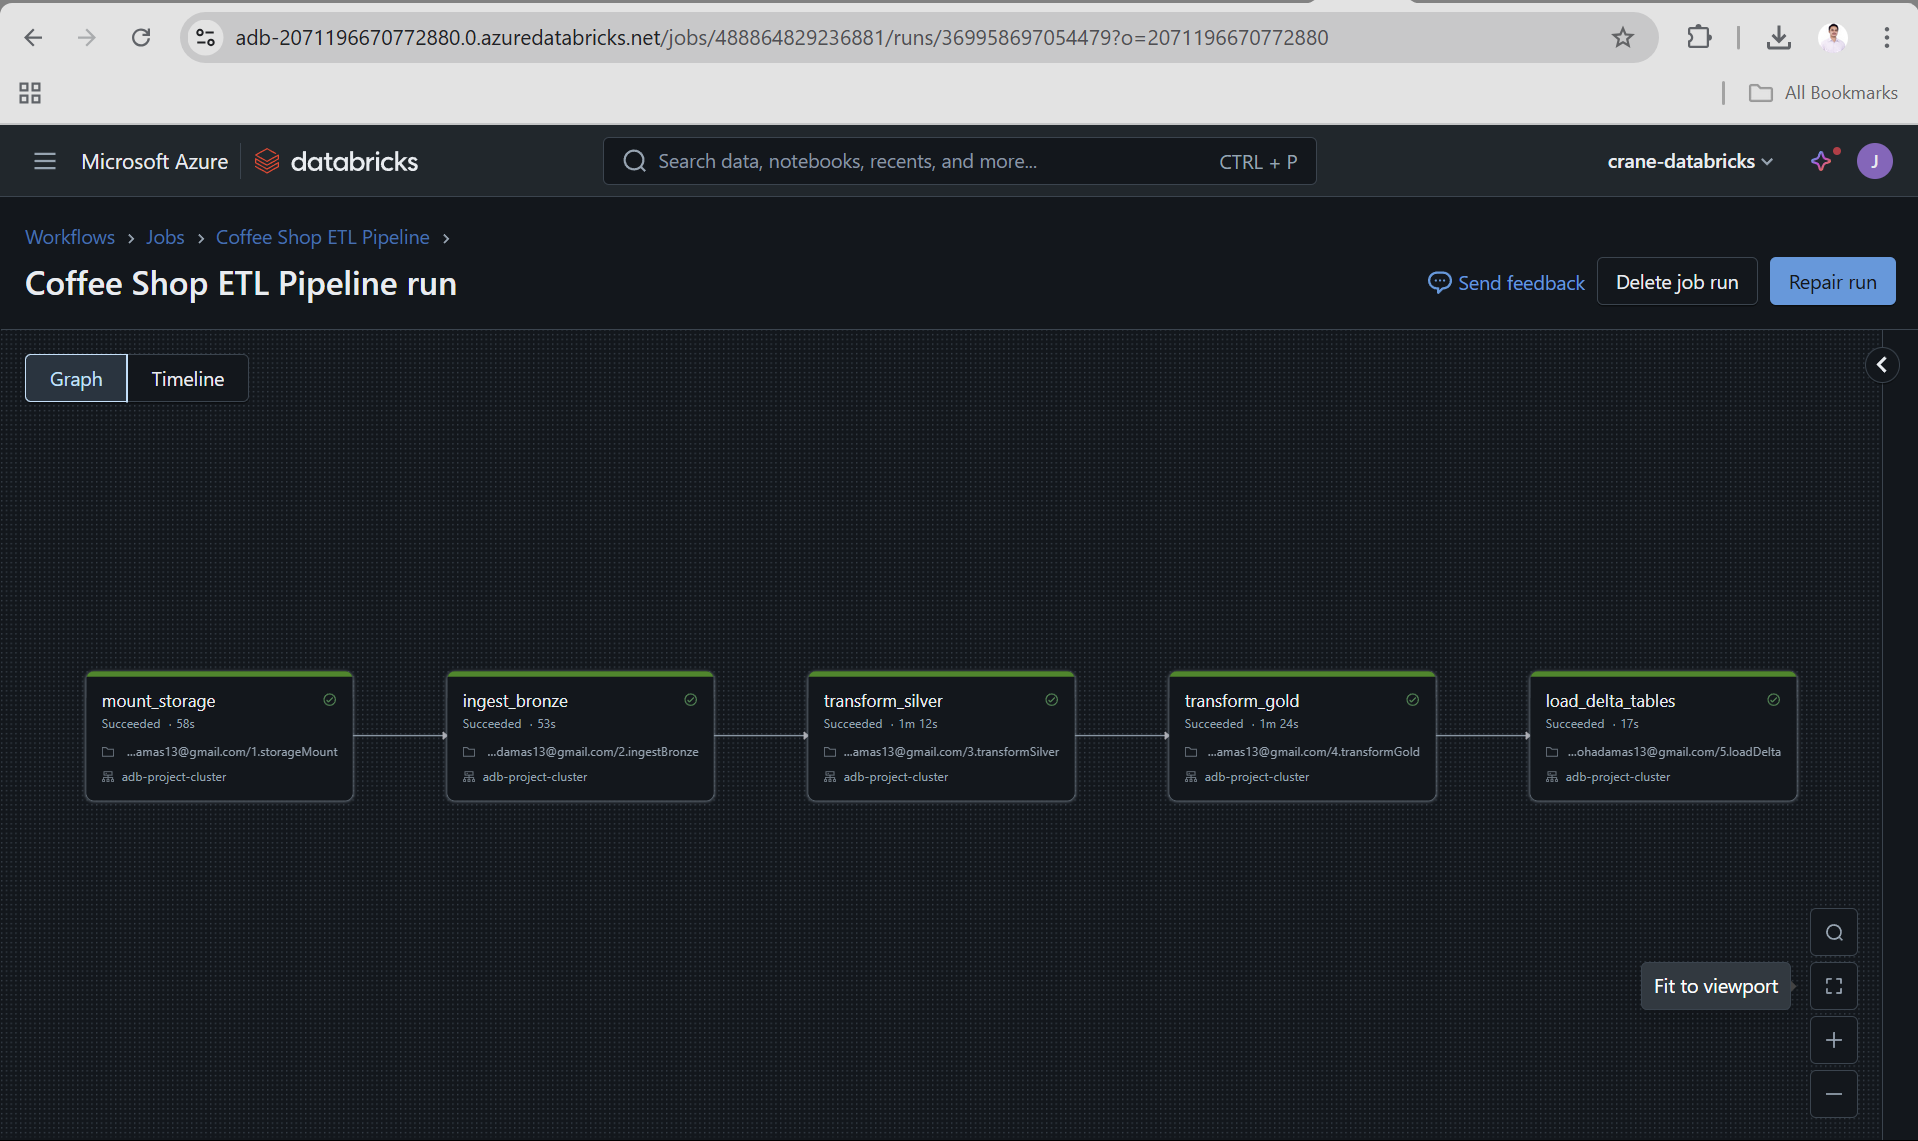 adb-2071196670772880.0.azuredatabricks.net/jobs/488864829236881/runs/369958697054479?o=2071196670772880
All Bookmarks
Microsoft Azure databricks Search data, notebooks, recents, and more... CTRL + P crane-databricks J
Workflows › Jobs › Coffee Shop ETL Pipeline ›
Coffee Shop ETL Pipeline run Send feedback Delete job run Repair run
Graph Timeline
mount_storage
Succeeded · 58s
...amas13@gmail.com/1.storageMount
adb-project-cluster
ingest_bronze
Succeeded · 53s
...damas13@gmail.com/2.ingestBronze
adb-project-cluster
transform_silver
Succeeded · 1m 12s
...amas13@gmail.com/3.transformSilver
adb-project-cluster
transform_gold
Succeeded · 1m 24s
...amas13@gmail.com/4.transformGold
adb-project-cluster
load_delta_tables
Succeeded · 17s
...ohadamas13@gmail.com/5.loadDelta
adb-project-cluster
Fit to viewport